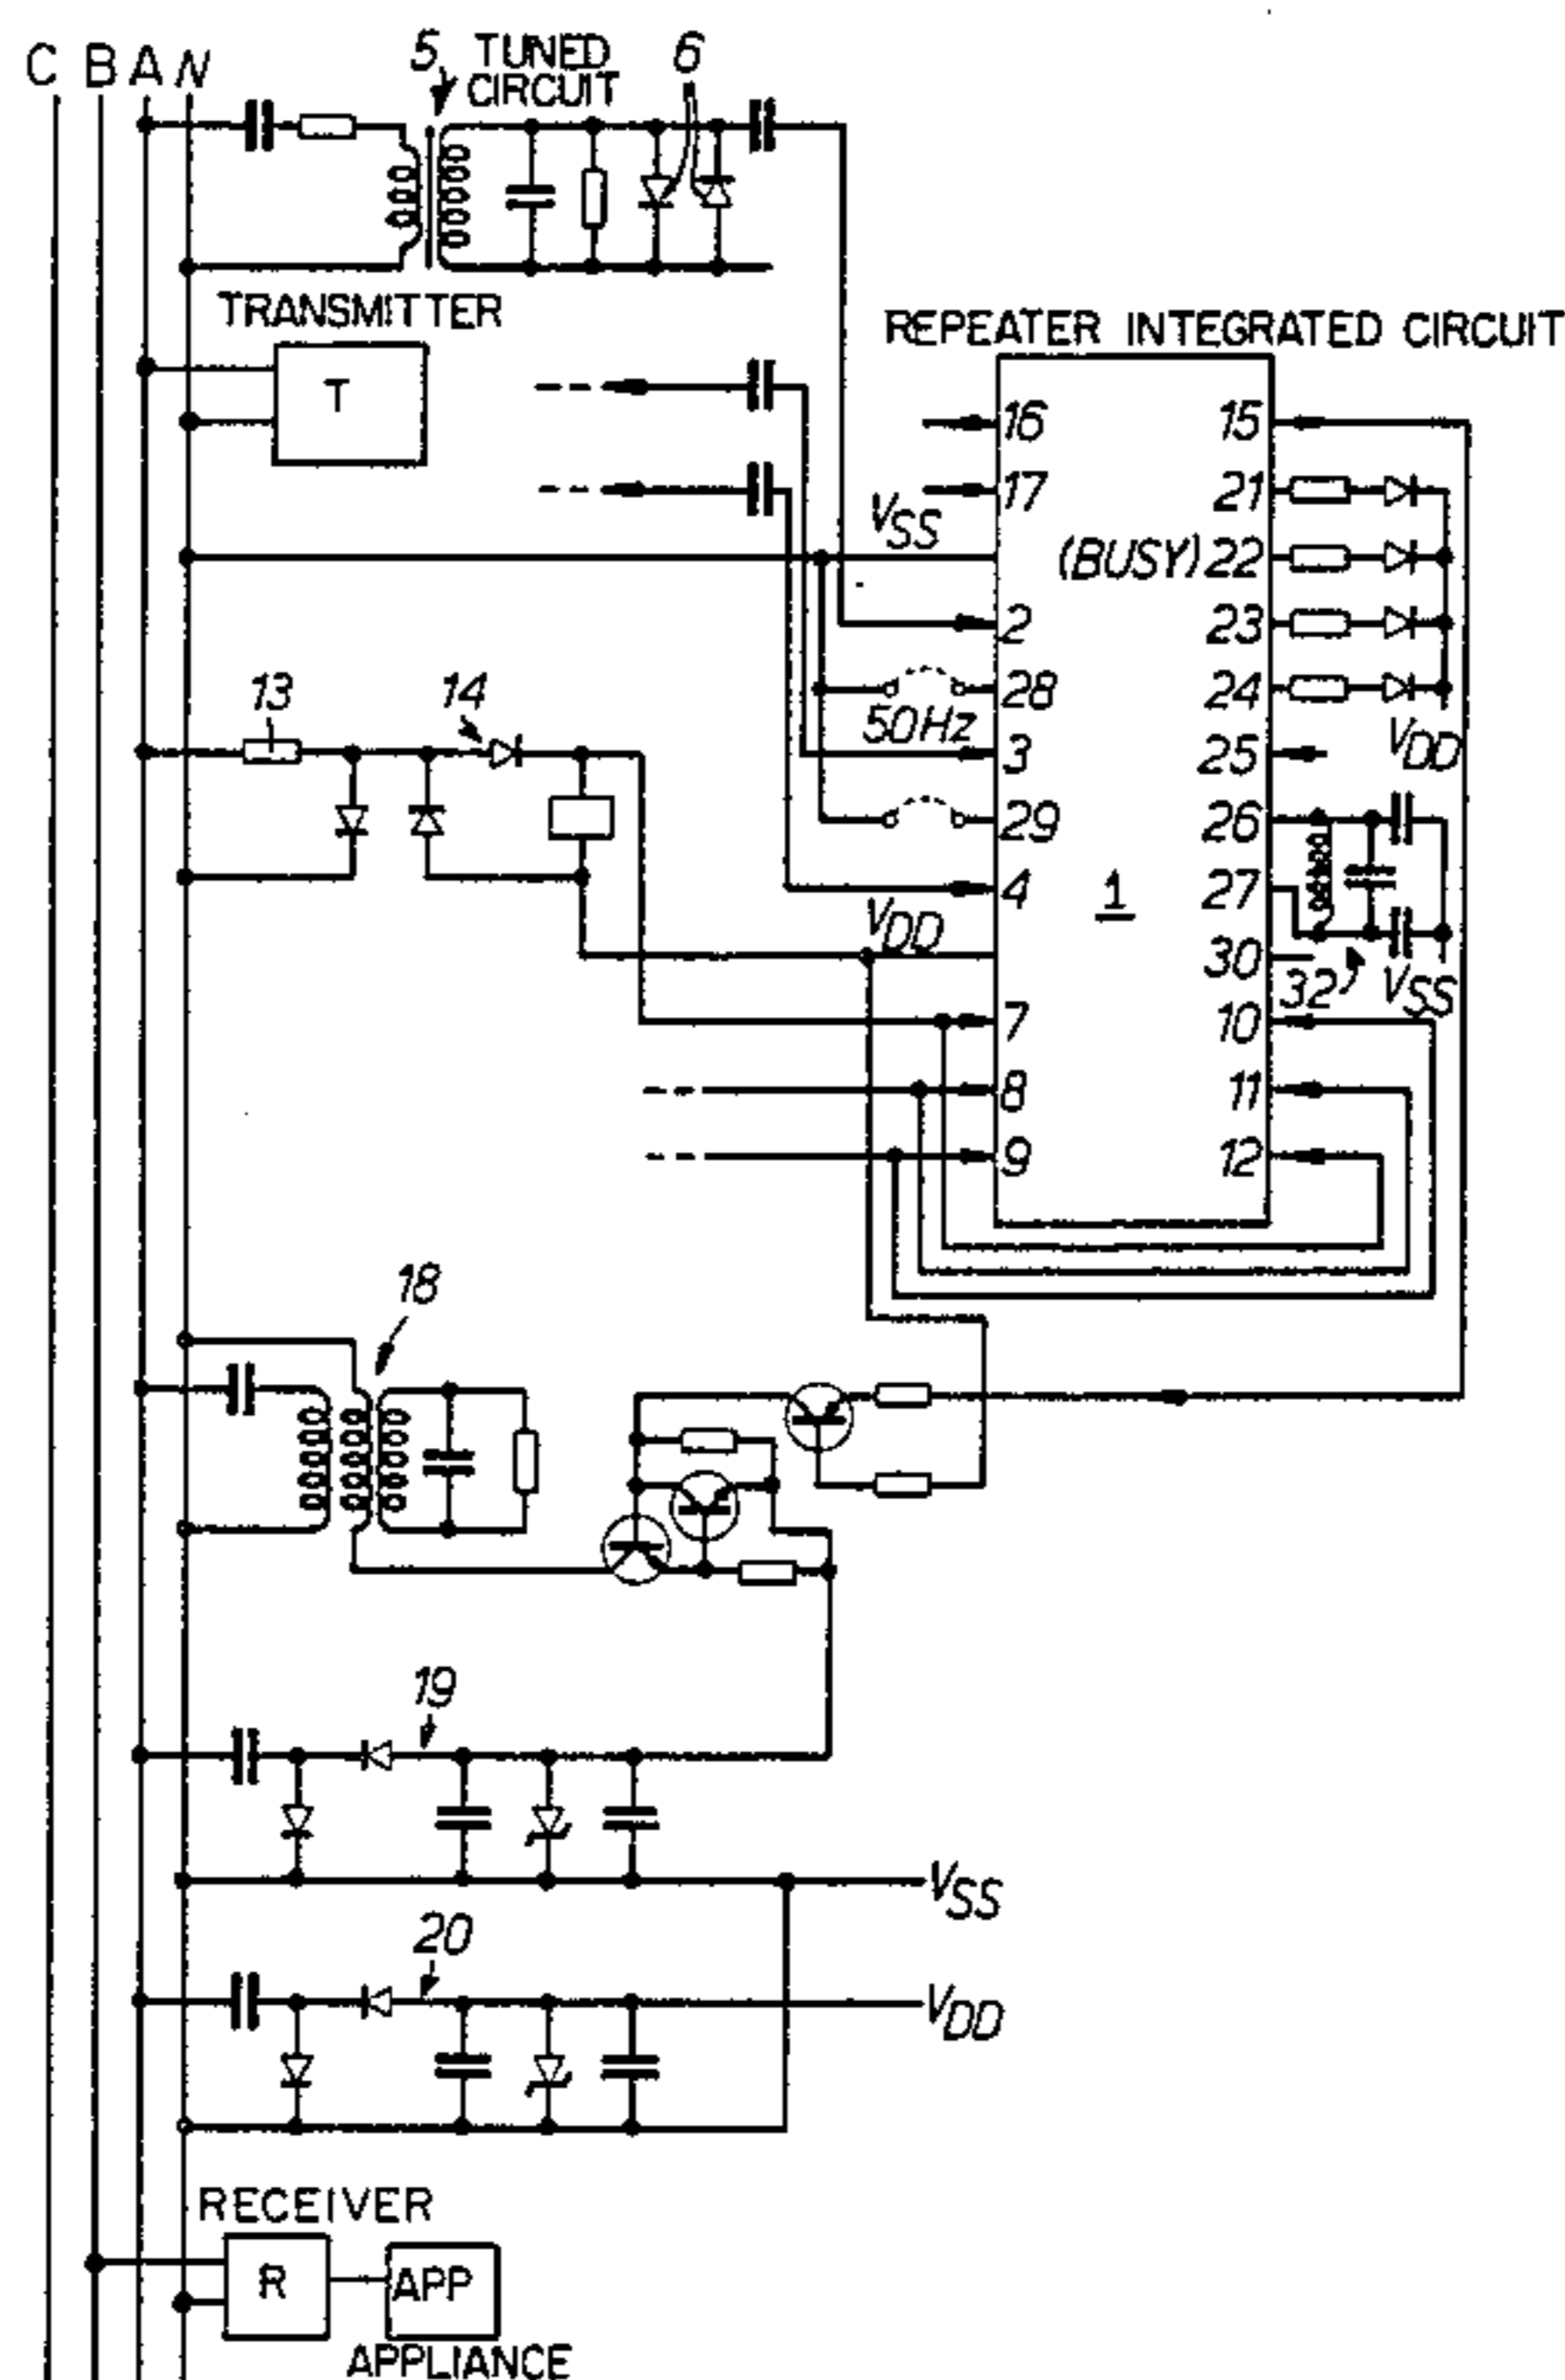 C B A N
5 TUNED CIRCUIT 6
TRANSMITTER
T
REPEATER INTEGRATED CIRCUIT
16 15
17 21
VSS (BUSY) 22
2 23
28 24
50Hz
13 14
3 25 VDD
29 26
4 1 27
VDD 30 32 VSS
7 10
8 11
9 12
18
19
VSS
20
VDD
RECEIVER
R APP
APPLIANCE